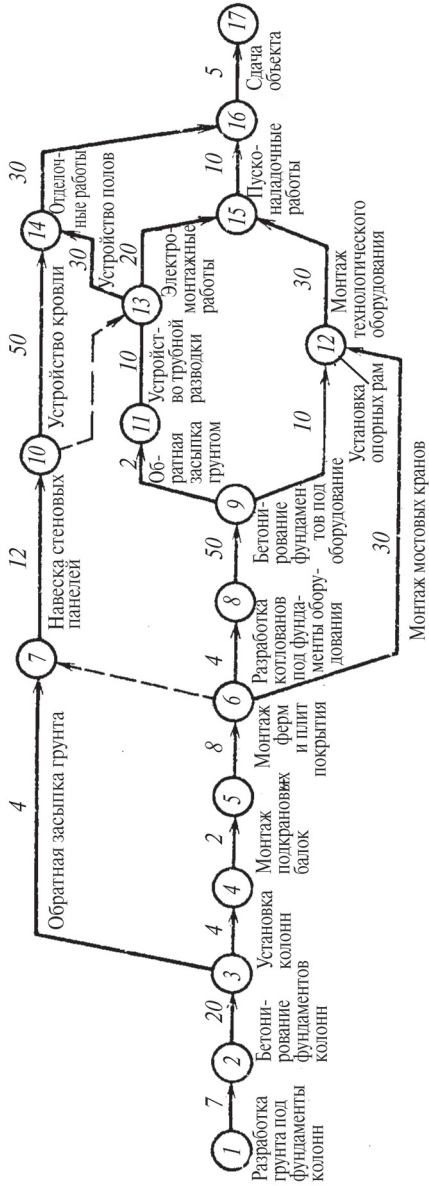 1
7
Разработка
грунта под
фундаменты
колонн
2
20
Бетони-
рование
фундаментов
колонн
3
4
Обратная засыпка грунта
4
Установка
колонн
4
2
Монтаж
подкрановых
балок
5
8
Монтаж
ферм
и плит
покрытия
6
4
Разработка
котлованов
под фунда-
менты обору-
дования
30
Монтаж мостовых кранов
7
12
Навеска стеновых
панелей
8
50
Бетони-
рование
фундамен-
тов под
оборудование
9
2
Об-
ратная
засыпка
грунтом
10
Установка
опорных рам
10
50
Устройство кровли
11
10
Устройст-
во трубной
разводки
12
30
Монтаж
технологического
оборудования
13
30
Устройство полов
20
Электро-
монтажные
работы
14
30
Отделоч-
ные работы
15
10
Пуско-
наладочные
работы
16
5
Сдача
объекта
17